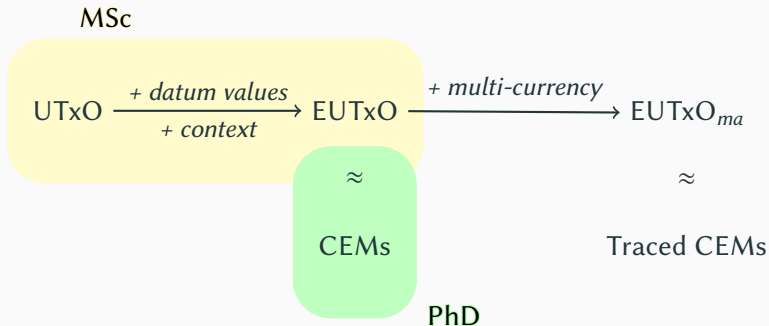 MSc
+ datum values
+ multi-currency
UTxO EUTxO EUTxOₘₐ
+ context
≈ ≈
CEMs Traced CEMs
PhD